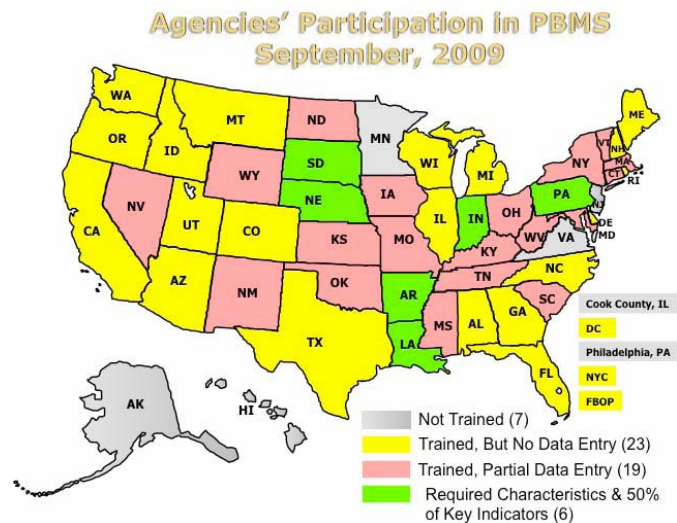 Agencies' Participation in PBMS
September, 2009
WA
MT
ND
MN
ME
OR
ID
SD
WI
MI
VT
NH
NY
MA
CT
RI
WY
NE
IA
PA
NJ
NV
UT
CO
IL
IN
OH
DE
MD
CA
KS
MO
WV
VA
KY
NC
AZ
NM
OK
AR
TN
SC
TX
LA
MS
AL
GA
FL
AK
HI
Cook County, IL
DC
Philadelphia, PA
NYC
FBOP
Not Trained (7)
Trained, But No Data Entry (23)
Trained, Partial Data Entry (19)
Required Characteristics & 50%
of Key Indicators (6)